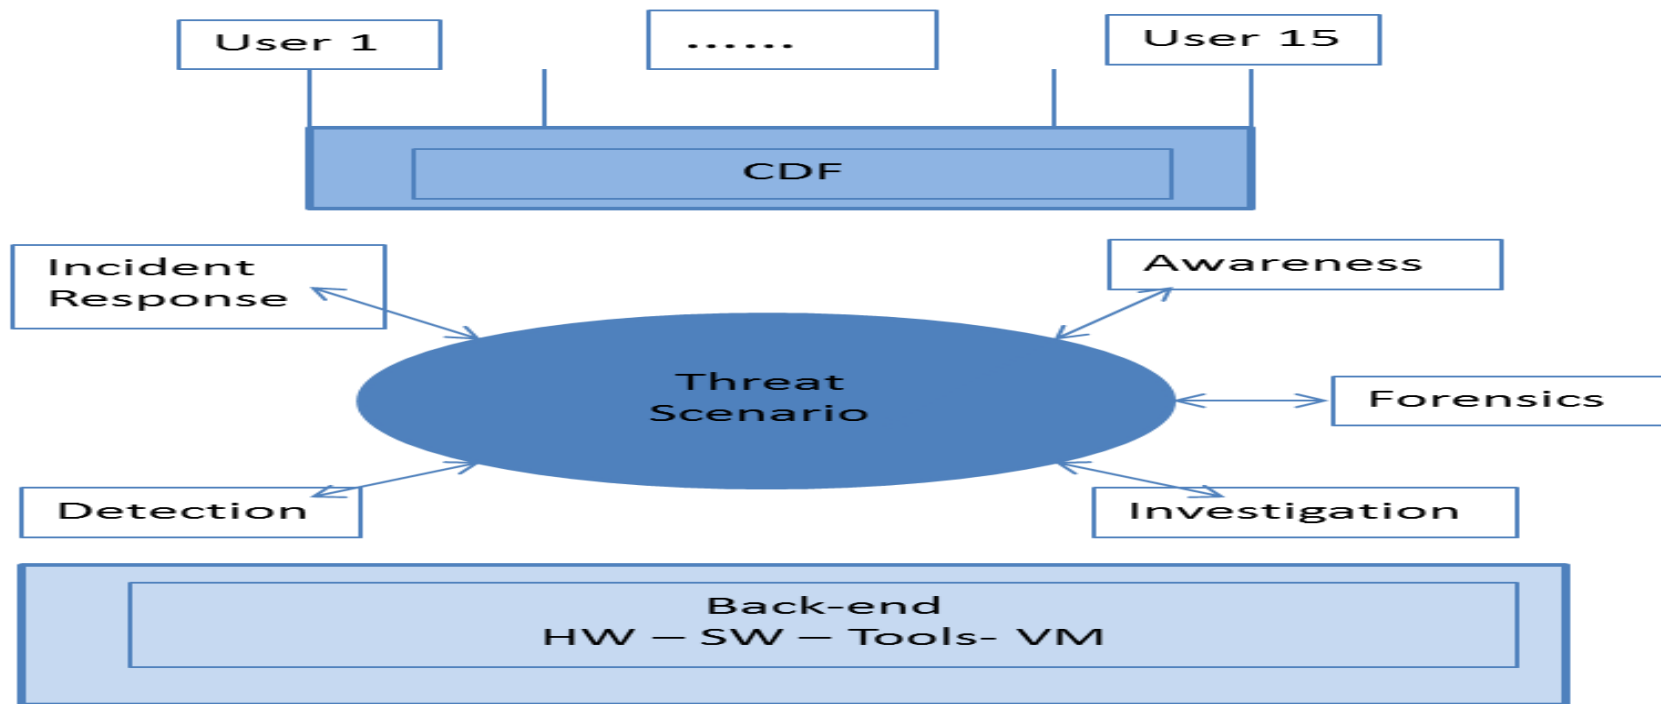 User 1
......
User 15
CDF
Incident
Response
Awareness
Threat
Scenario
Forensics
Detection
Investigation
Back-end
HW – SW – Tools- VM